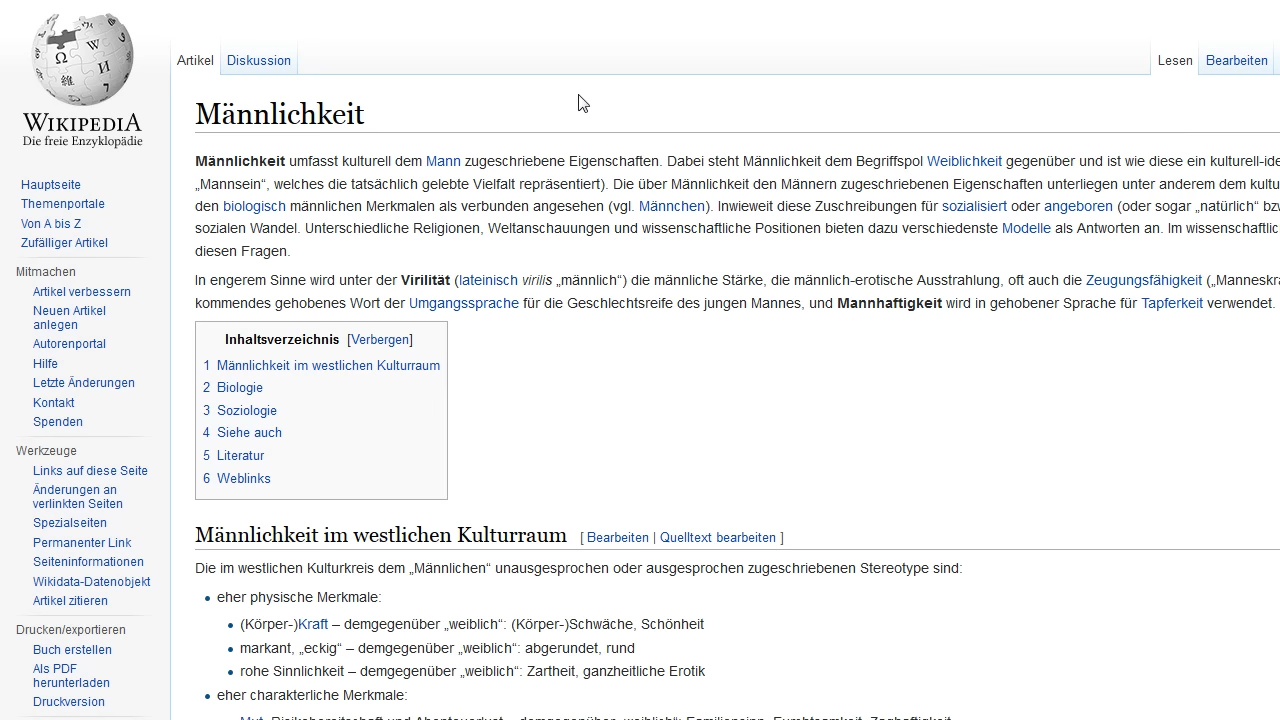 WIKIPEDIA
Die freie Enzyklopädie
Hauptseite
Themenportale
Von A bis Z
Zufälliger Artikel
Mitmachen
Artikel verbessern
Neuen Artikel
anlegen
Autorenportal
Hilfe
Letzte Änderungen
Kontakt
Spenden
Werkzeuge
Links auf diese Seite
Änderungen an
verlinkten Seiten
Spezialseiten
Permanenter Link
Seiteninformationen
Wikidata-Datenobjekt
Artikel zitieren
Drucken/exportieren
Buch erstellen
Als PDF
herunterladen
Druckversion
Artikel Diskussion Lesen Bearbeiten
Männlichkeit
Männlichkeit umfasst kulturell dem Mann zugeschriebene Eigenschaften. Dabei steht Männlichkeit dem Begriffspol Weiblichkeit gegenüber und ist wie diese ein kulturell-ide
„Mannsein“, welches die tatsächlich gelebte Vielfalt repräsentiert). Die über Männlichkeit den Männern zugeschriebenen Eigenschaften unterliegen unter anderem dem kultu
den biologisch männlichen Merkmalen als verbunden angesehen (vgl. Männchen). Inwieweit diese Zuschreibungen für sozialisiert oder angeboren (oder sogar „natürlich“ bzw
sozialen Wandel. Unterschiedliche Religionen, Weltanschauungen und wissenschaftliche Positionen bieten dazu verschiedenste Modelle als Antworten an. Im wissenschaftlic
diesen Fragen.
In engerem Sinne wird unter der Virilität (lateinisch virilis „männlich“) die männliche Stärke, die männlich-erotische Ausstrahlung, oft auch die Zeugungsfähigkeit („Manneskra
kommendes gehobenes Wort der Umgangssprache für die Geschlechtsreife des jungen Mannes, und Mannhaftigkeit wird in gehobener Sprache für Tapferkeit verwendet.
Inhaltsverzeichnis [Verbergen]
1 Männlichkeit im westlichen Kulturraum
2 Biologie
3 Soziologie
4 Siehe auch
5 Literatur
6 Weblinks
Männlichkeit im westlichen Kulturraum [ Bearbeiten | Quelltext bearbeiten ]
Die im westlichen Kulturkreis dem „Männlichen“ unausgesprochen oder ausgesprochen zugeschriebenen Stereotype sind:
• eher physische Merkmale:
• (Körper-)Kraft – demgegenüber „weiblich“: (Körper-)Schwäche, Schönheit
• markant, „eckig“ – demgegenüber „weiblich“: abgerundet, rund
• rohe Sinnlichkeit – demgegenüber „weiblich“: Zartheit, ganzheitliche Erotik
• eher charakterliche Merkmale:
Mut, Risikobereitschaft und Abenteuerlust – demgegenüber „weiblich“: Familiensinn, Furchtsamkeit, Zaghaftigkeit